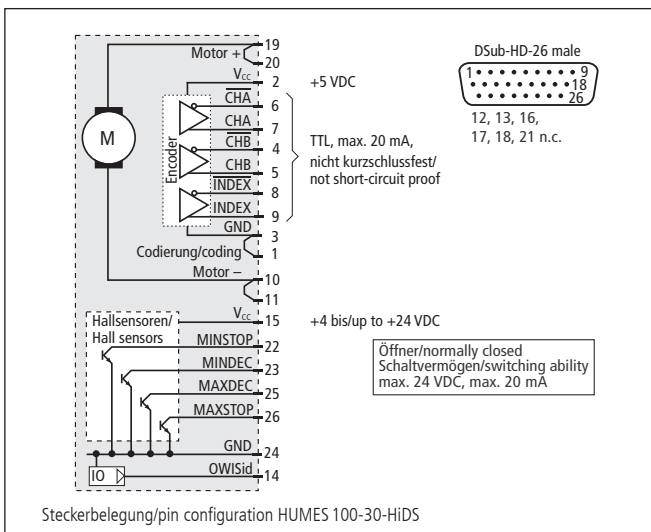 Motor + 19
20
Vcc 2 +5 VDC
CHA 6
CHA 7
CHB 4
CHB 5
INDEX 8
INDEX 9
GND 3
Codierung/coding 1
Motor – 10
11
M
Encoder
TTL, max. 20 mA,
nicht kurzschlussfest/
not short-circuit proof
DSub-HD-26 male
1 9
18
26
12, 13, 16,
17, 18, 21 n.c.
Hallsensoren/
Hall sensors
Vcc 15 +4 bis/up to +24 VDC
MINSTOP 22
MINDEC 23
MAXDEC 25
MAXSTOP 26
GND 24
OWISid 14
IO
Öffner/normally closed
Schaltvermögen/switching ability
max. 24 VDC, max. 20 mA
Steckerbelegung/pin configuration HUMES 100-30-HiDS